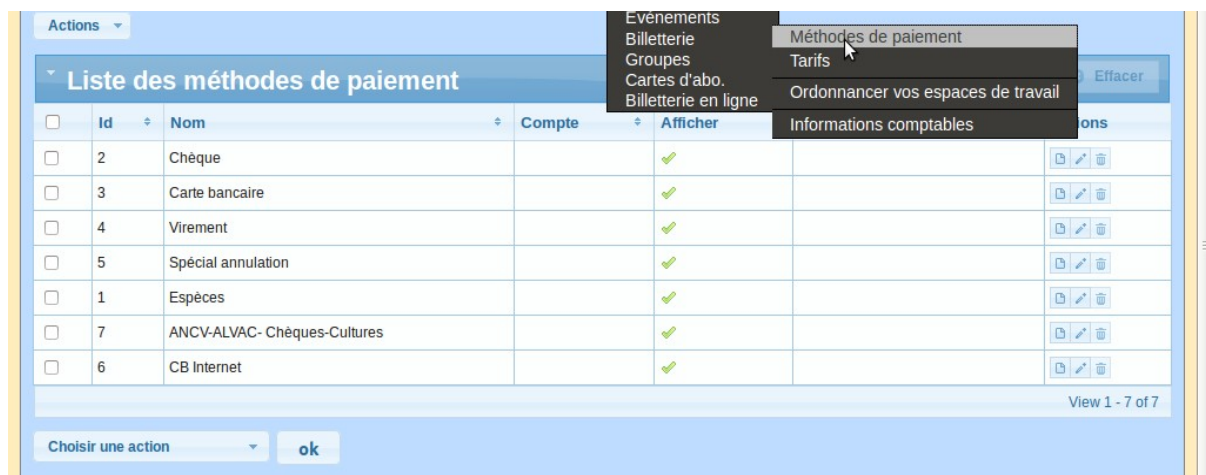 Actions
Evénements
Billetterie
Groupes
Cartes d'abo.
Billetterie en ligne
Méthodes de paiement
Tarifs
Ordonnancer vos espaces de travail
Informations comptables
Liste des méthodes de paiement
Effacer
Id Nom Compte Afficher
2 Chèque
3 Carte bancaire
4 Virement
5 Spécial annulation
1 Espèces
7 ANCV-ALVAC- Chèques-Cultures
6 CB Internet
View 1 - 7 of 7
Choisir une action ok